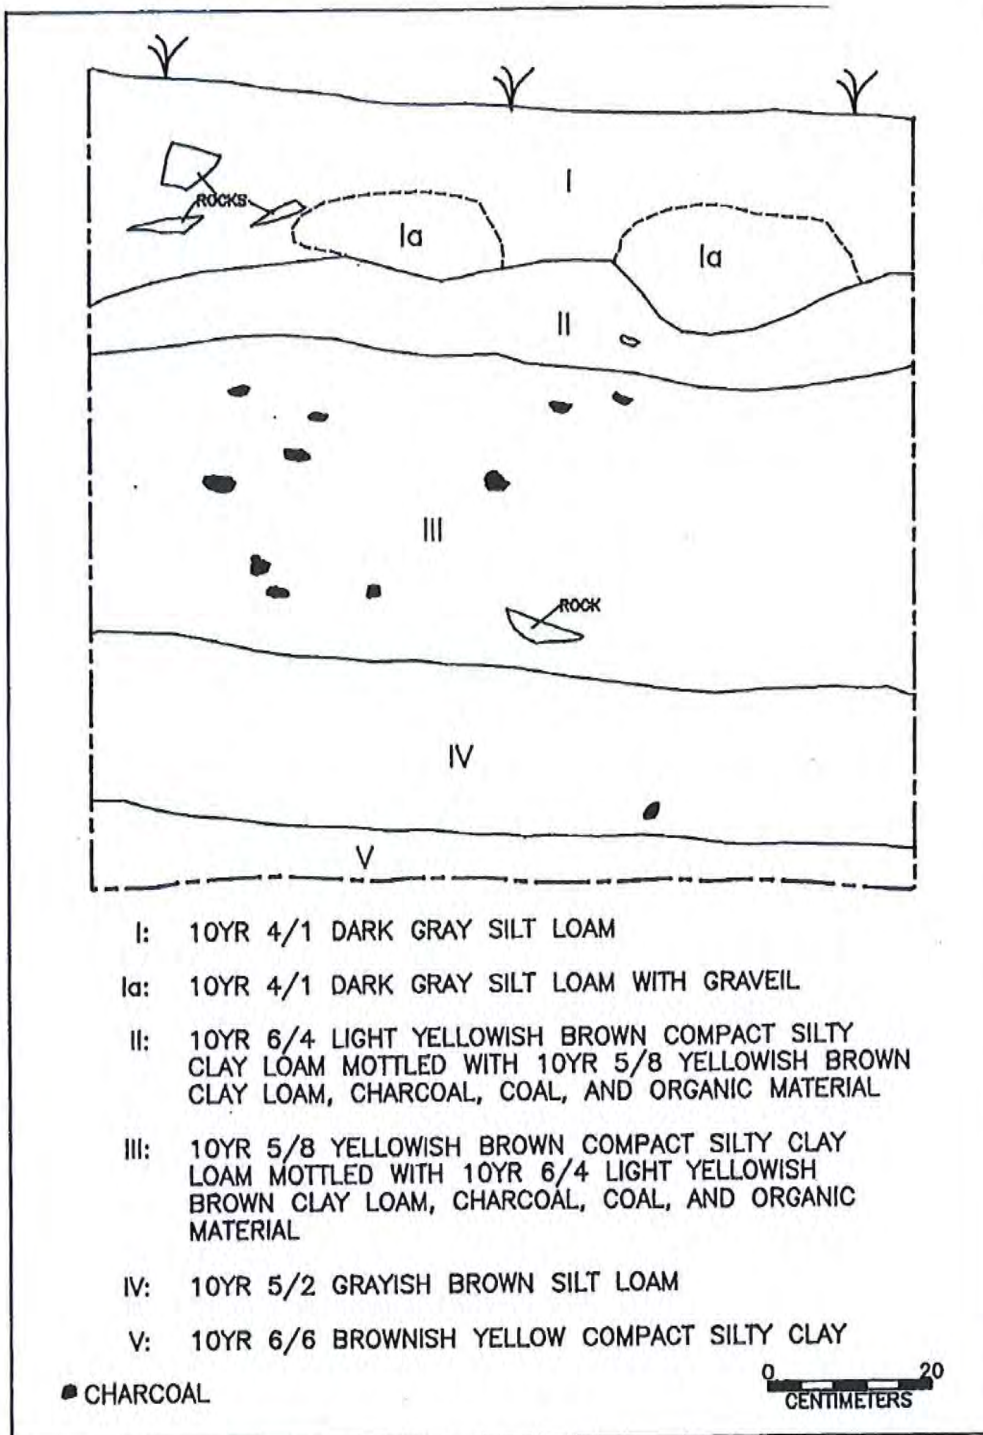 ROCKS
I
Ia
Ia
II
III
ROCK
IV
V
I: 10YR 4/1 DARK GRAY SILT LOAM
Ia: 10YR 4/1 DARK GRAY SILT LOAM WITH GRAVEIL
II: 10YR 6/4 LIGHT YELLOWISH BROWN COMPACT SILTY
CLAY LOAM MOTTLED WITH 10YR 5/8 YELLOWISH BROWN
CLAY LOAM, CHARCOAL, COAL, AND ORGANIC MATERIAL
III: 10YR 5/8 YELLOWISH BROWN COMPACT SILTY CLAY
LOAM MOTTLED WITH 10YR 6/4 LIGHT YELLOWISH
BROWN CLAY LOAM, CHARCOAL, COAL, AND ORGANIC
MATERIAL
IV: 10YR 5/2 GRAYISH BROWN SILT LOAM
V: 10YR 6/6 BROWNISH YELLOW COMPACT SILTY CLAY
0 20
CHARCOAL
CENTIMETERS